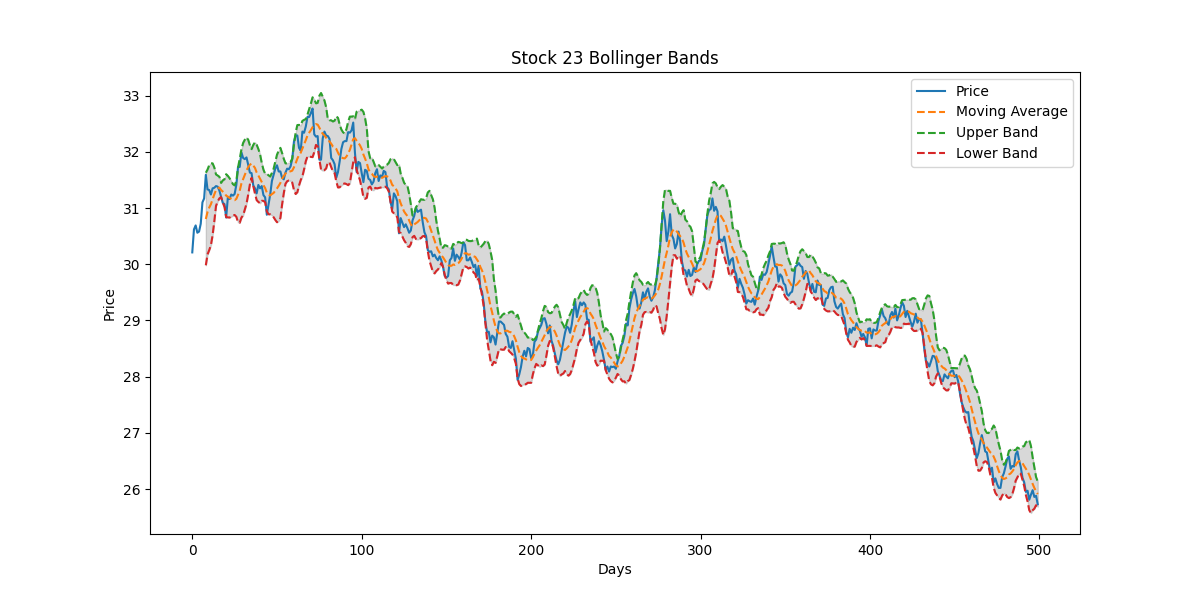 Stock 23 Bollinger Bands
Price
Moving Average
Upper Band
Lower Band
Price
33
32
31
30
29
28
27
26
0
100
200
300
400
500
Days